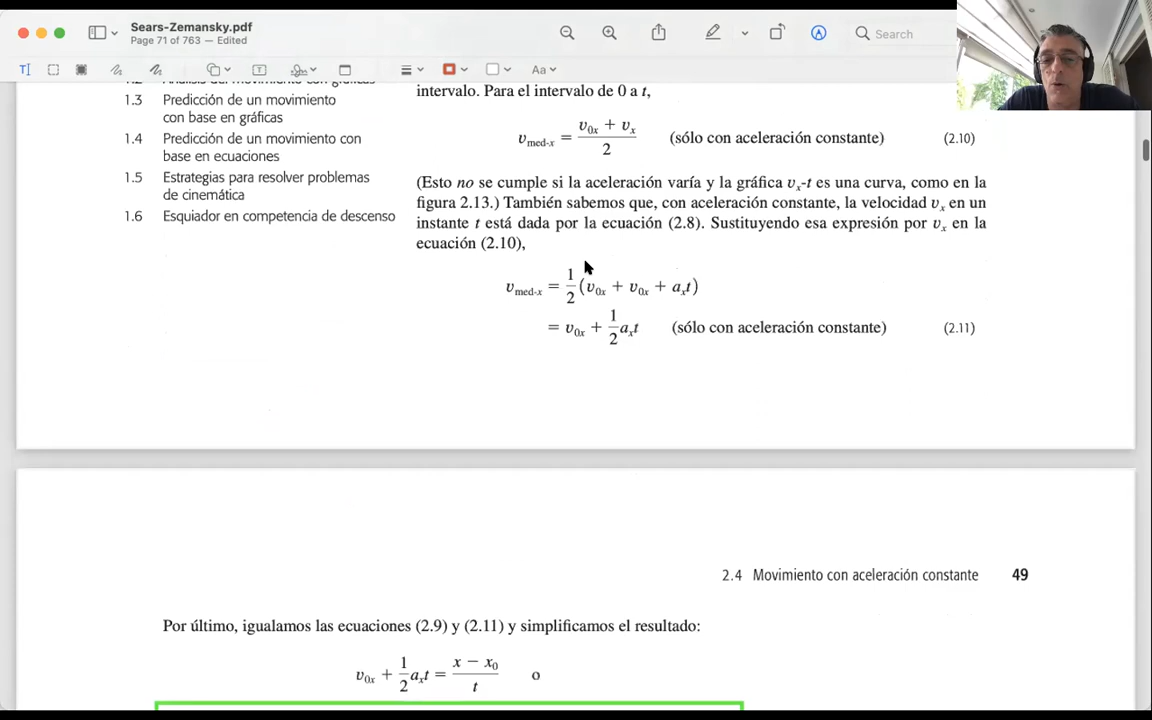 Sears-Zemansky.pdf
Page 71 of 763 — Edited
Search
Aa
1.3 Predicción de un movimiento
con base en gráficas
1.4 Predicción de un movimiento con
base en ecuaciones
1.5 Estrategias para resolver problemas
de cinemática
1.6 Esquiador en competencia de descenso
intervalo. Para el intervalo de 0 a t,
v_med-x = (v_0x + v_x)/2 (sólo con aceleración constante) (2.10)
(Esto no se cumple si la aceleración varía y la gráfica v_x-t es una curva, como en la
figura 2.13.) También sabemos que, con aceleración constante, la velocidad v_x en un
instante t está dada por la ecuación (2.8). Sustituyendo esa expresión por v_x en la
ecuación (2.10),
v_med-x = 1/2 (v_0x + v_0x + a_x t)
= v_0x + 1/2 a_x t (sólo con aceleración constante) (2.11)
2.4 Movimiento con aceleración constante 49
Por último, igualamos las ecuaciones (2.9) y (2.11) y simplificamos el resultado:
v_0x + 1/2 a_x t = (x − x_0)/t o